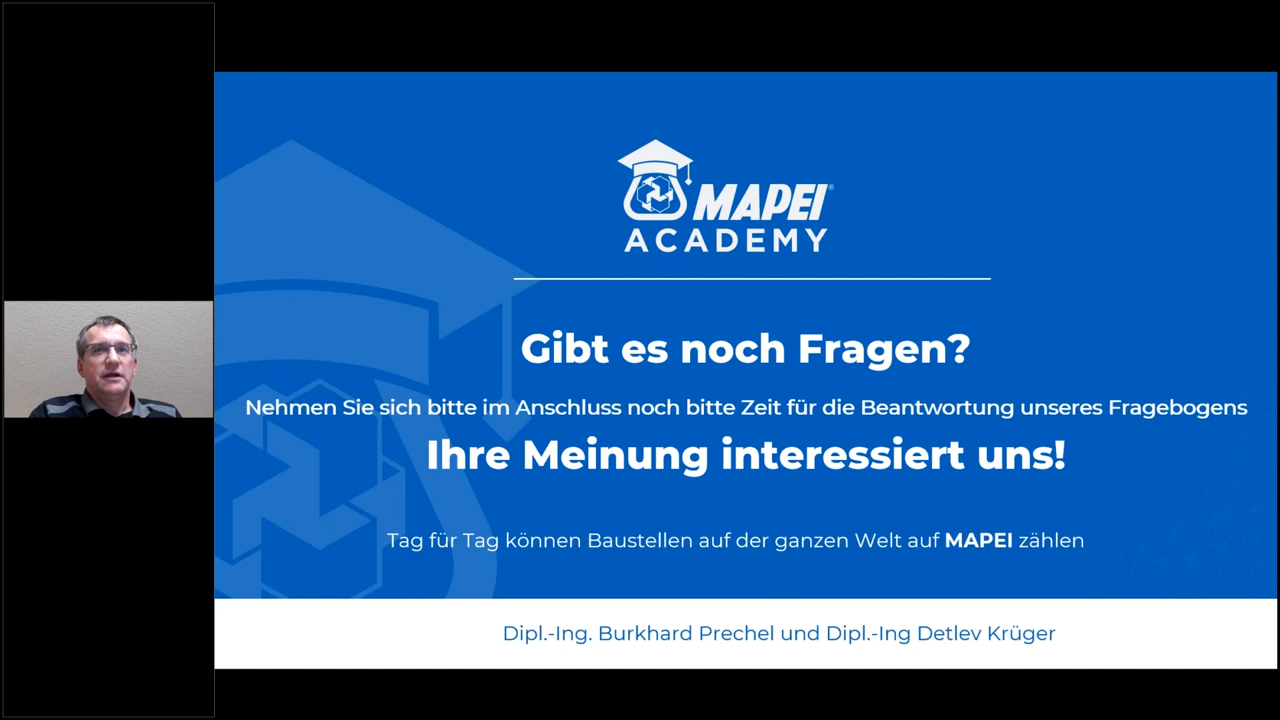 MAPEI®
ACADEMY
Gibt es noch Fragen?
Nehmen Sie sich bitte im Anschluss noch bitte Zeit für die Beantwortung unseres Fragebogens
Ihre Meinung interessiert uns!
Tag für Tag können Baustellen auf der ganzen Welt auf MAPEI zählen
Dipl.-Ing. Burkhard Prechel und Dipl.-Ing Detlev Krüger